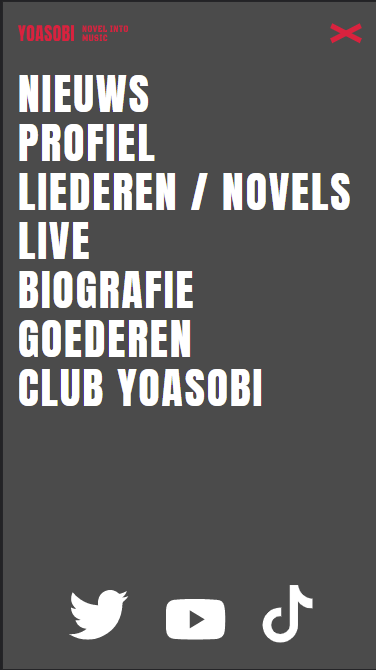 YOASOBI NOVEL INTO
MUSIC
NIEUWS
PROFIEL
LIEDEREN / NOVELS
LIVE
BIOGRAFIE
GOEDEREN
CLUB YOASOBI